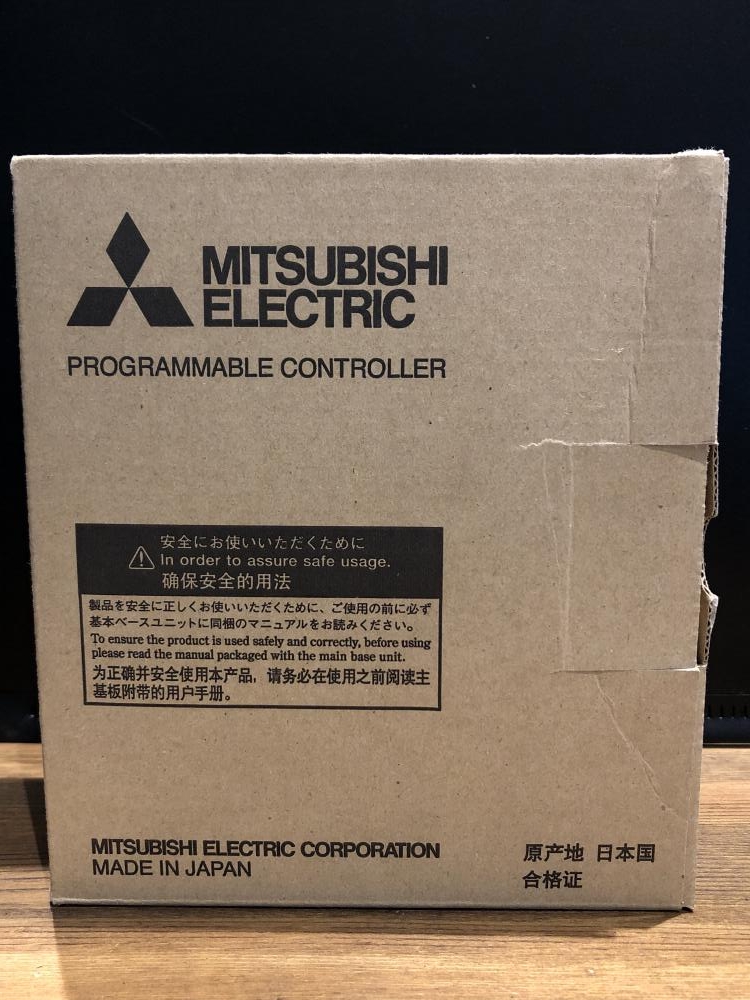 MITSUBISHI
ELECTRIC
PROGRAMMABLE CONTROLLER
安全にお使いいただくために
In order to assure safe usage.
确保安全的用法
製品を安全に正しくお使いいただくために、ご使用の前に必ず
基本ベースユニットに同梱のマニュアルをお読みください。
To ensure the product is used safely and correctly, before using
please read the manual packaged with the main base unit.
为正确并安全使用本产品，请务必在使用之前阅读主
基板附带的用户手册。
MITSUBISHI ELECTRIC CORPORATION
MADE IN JAPAN
原产地 日本国
合格证